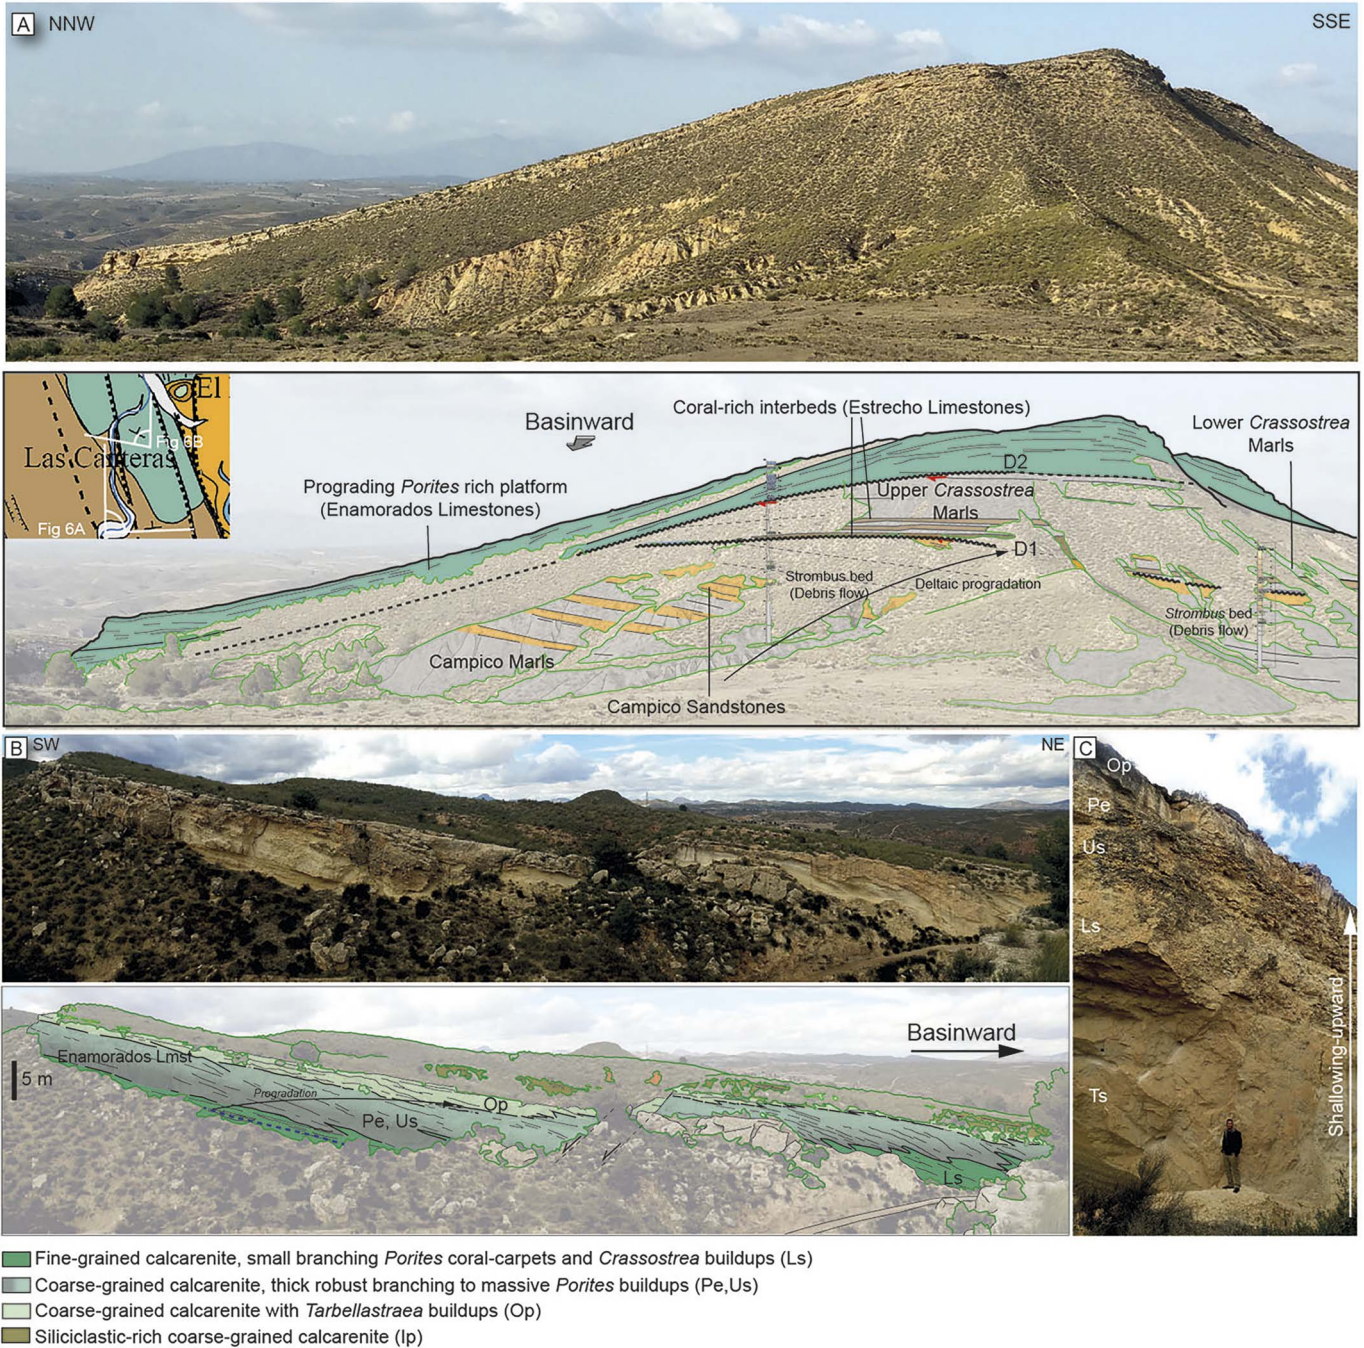 A NNW
SSE
El
Las Canteras
Fig 6B
Fig 6A
Basinward
Coral-rich interbeds (Estrecho Limestones)
Lower Crassostrea
Marls
Prograding Porites rich platform
(Enamorados Limestones)
D2
Upper Crassostrea
Marls
D1
Strombus bed
(Debris flow)
Deltaic progradation
Strombus bed
(Debris flow)
Campico Marls
Campico Sandstones
B SW
NE
C
Op
Pe
Us
Ls
Ts
Shallowing-upward
Basinward
Enamorados Lmst
5 m
Progradation
Op
Pe, Us
Ls
Fine-grained calcarenite, small branching Porites coral-carpets and Crassostrea buildups (Ls)
Coarse-grained calcarenite, thick robust branching to massive Porites buildups (Pe,Us)
Coarse-grained calcarenite with Tarbellastraea buildups (Op)
Siliciclastic-rich coarse-grained calcarenite (Ip)